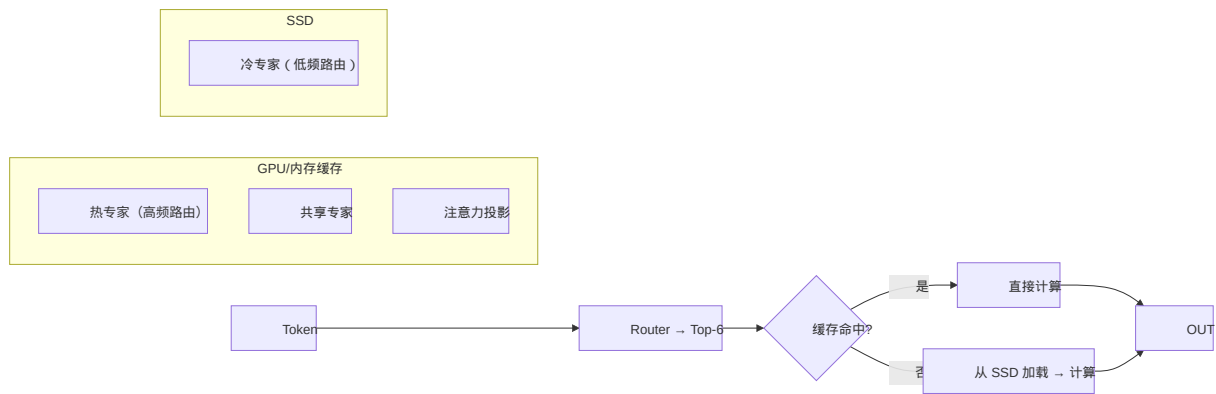 SSD
冷专家（低频路由）
GPU/内存缓存
热专家（高频路由）
共享专家
注意力投影
Token
Router → Top-6
缓存命中?
是
直接计算
否
从 SSD 加载 → 计算
OUT